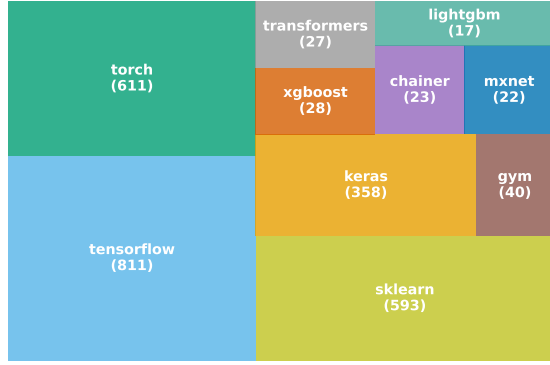 torch
(611)
tensorflow
(811)
transformers
(27)
xgboost
(28)
lightgbm
(17)
chainer
(23)
mxnet
(22)
keras
(358)
gym
(40)
sklearn
(593)